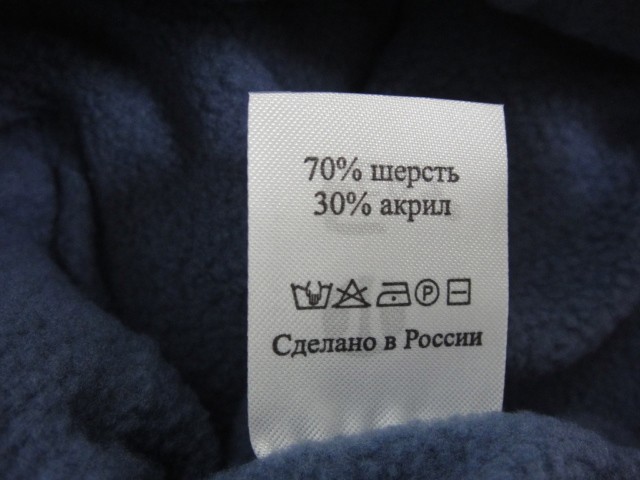 70% шерсть
30% акрил
P
Сделано в России